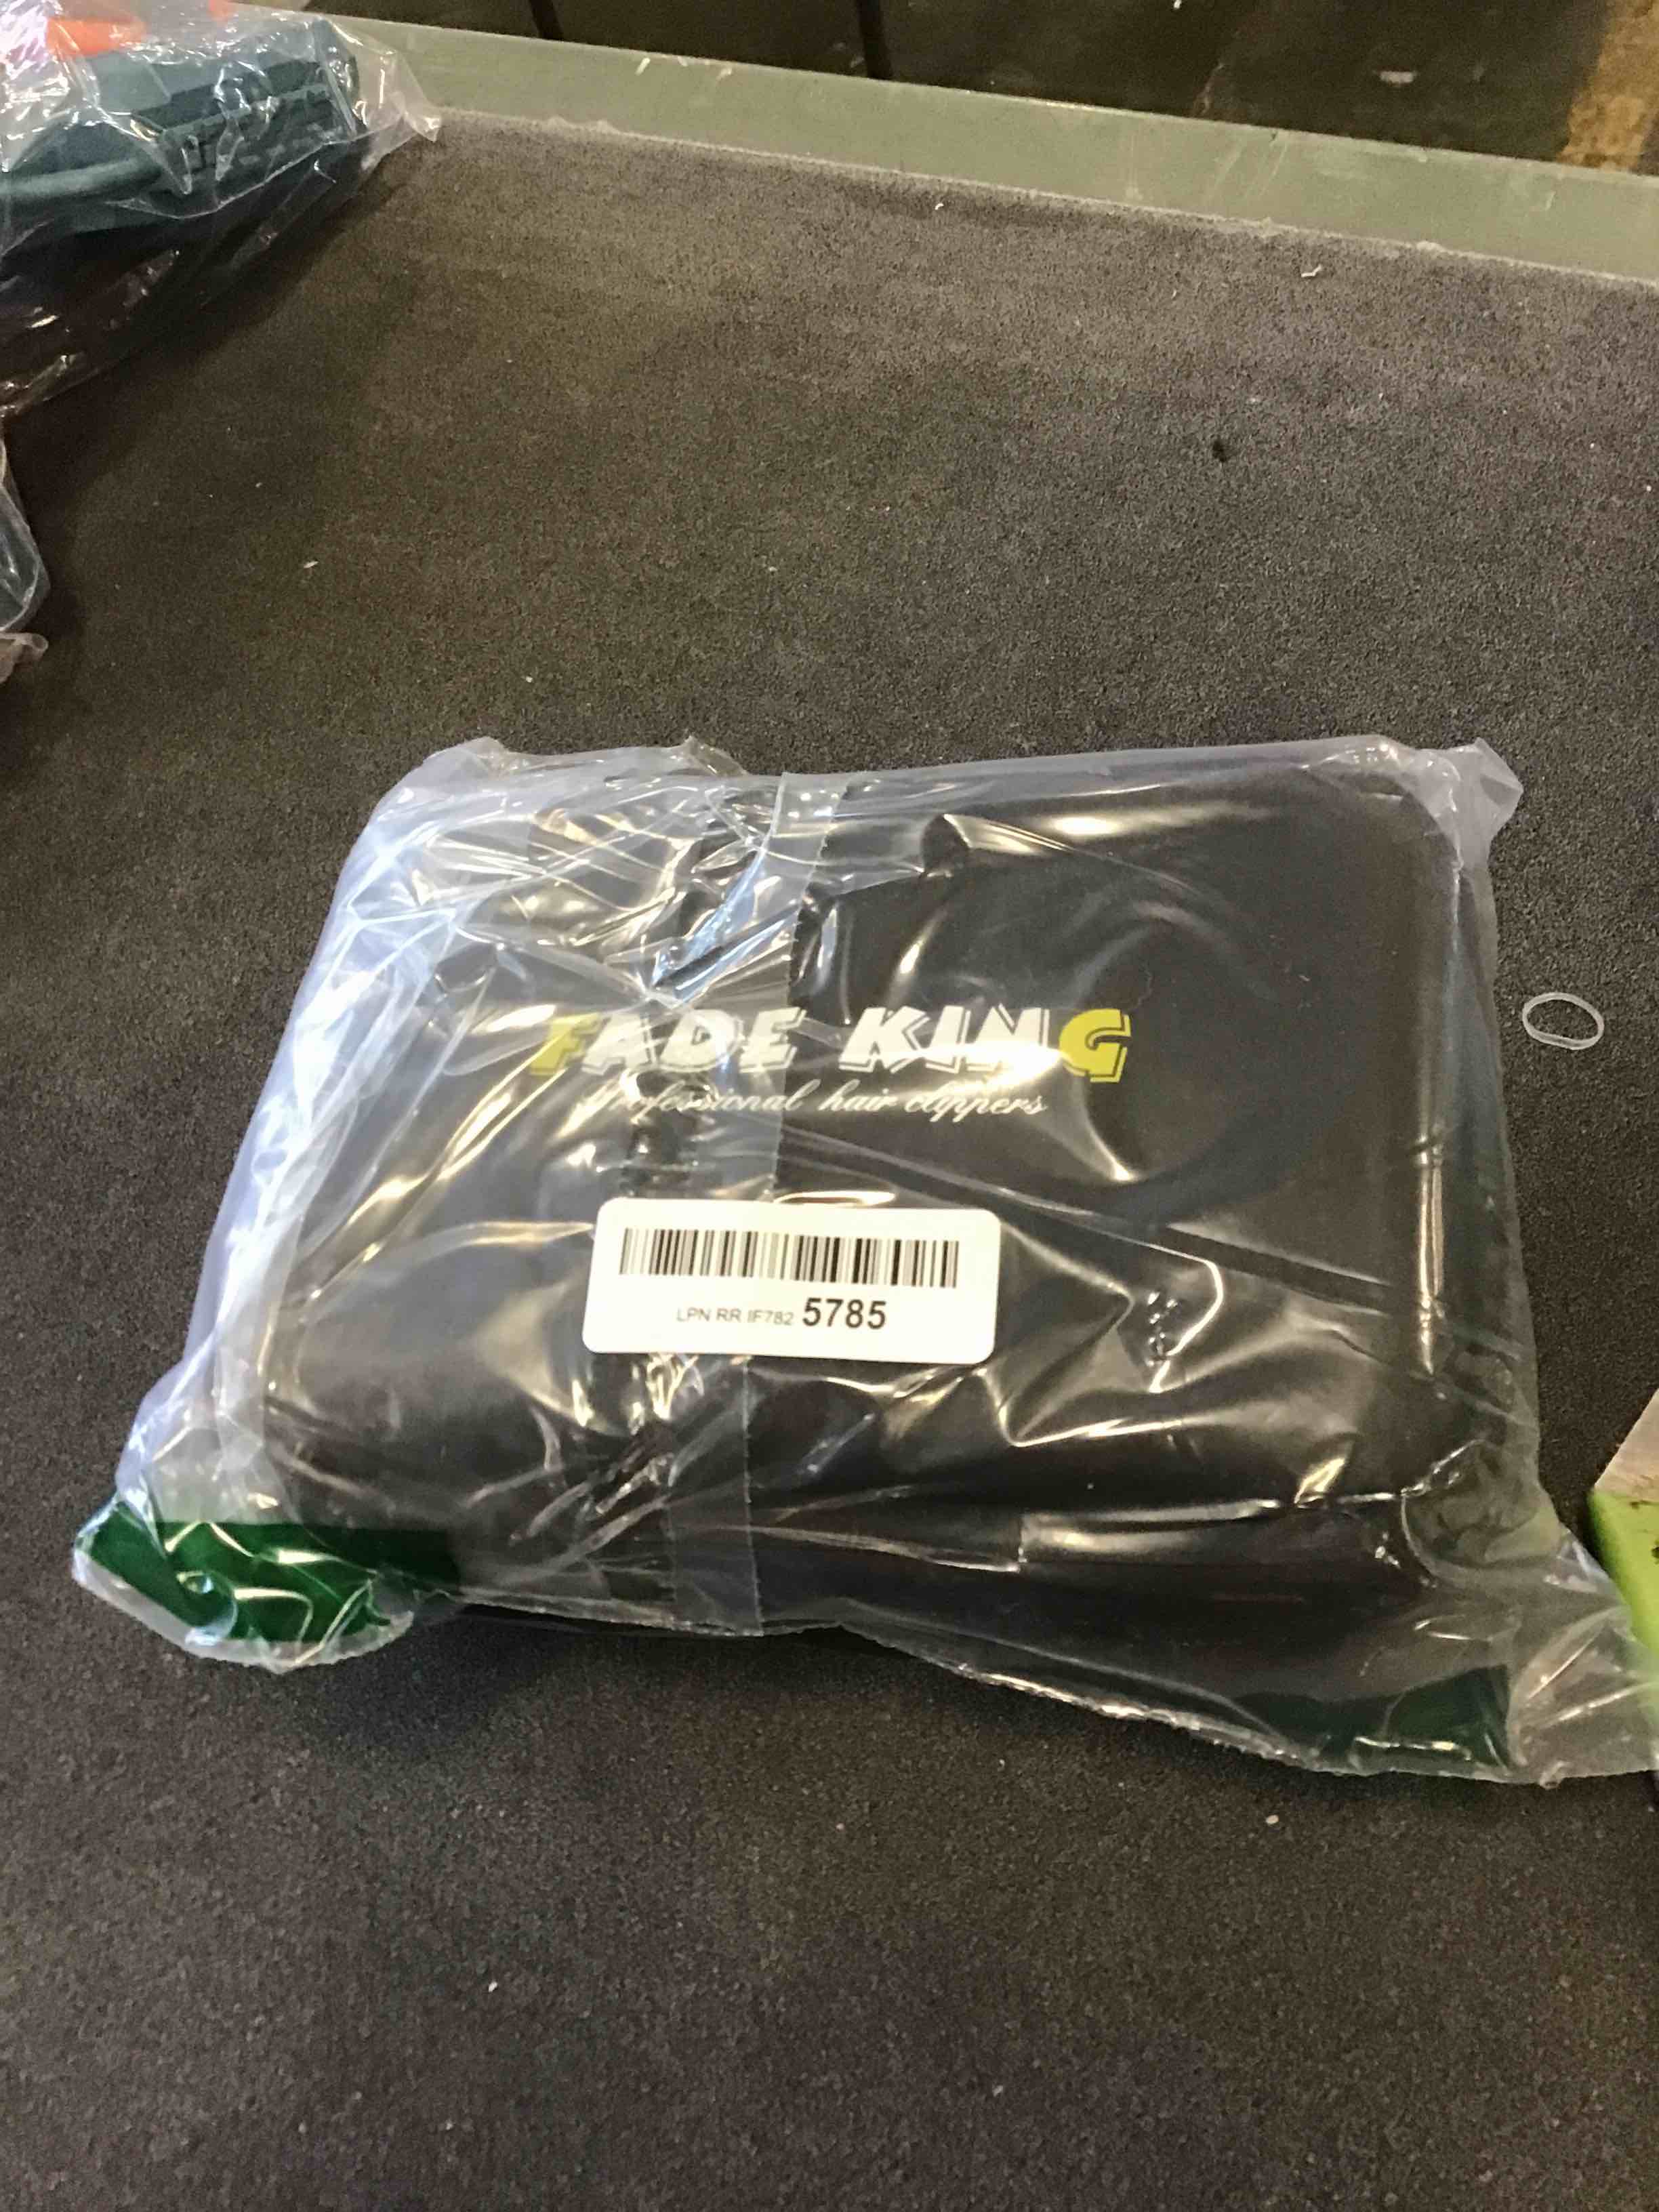 FADE KING
Professional hair clippers
LPN RR IF782 5785